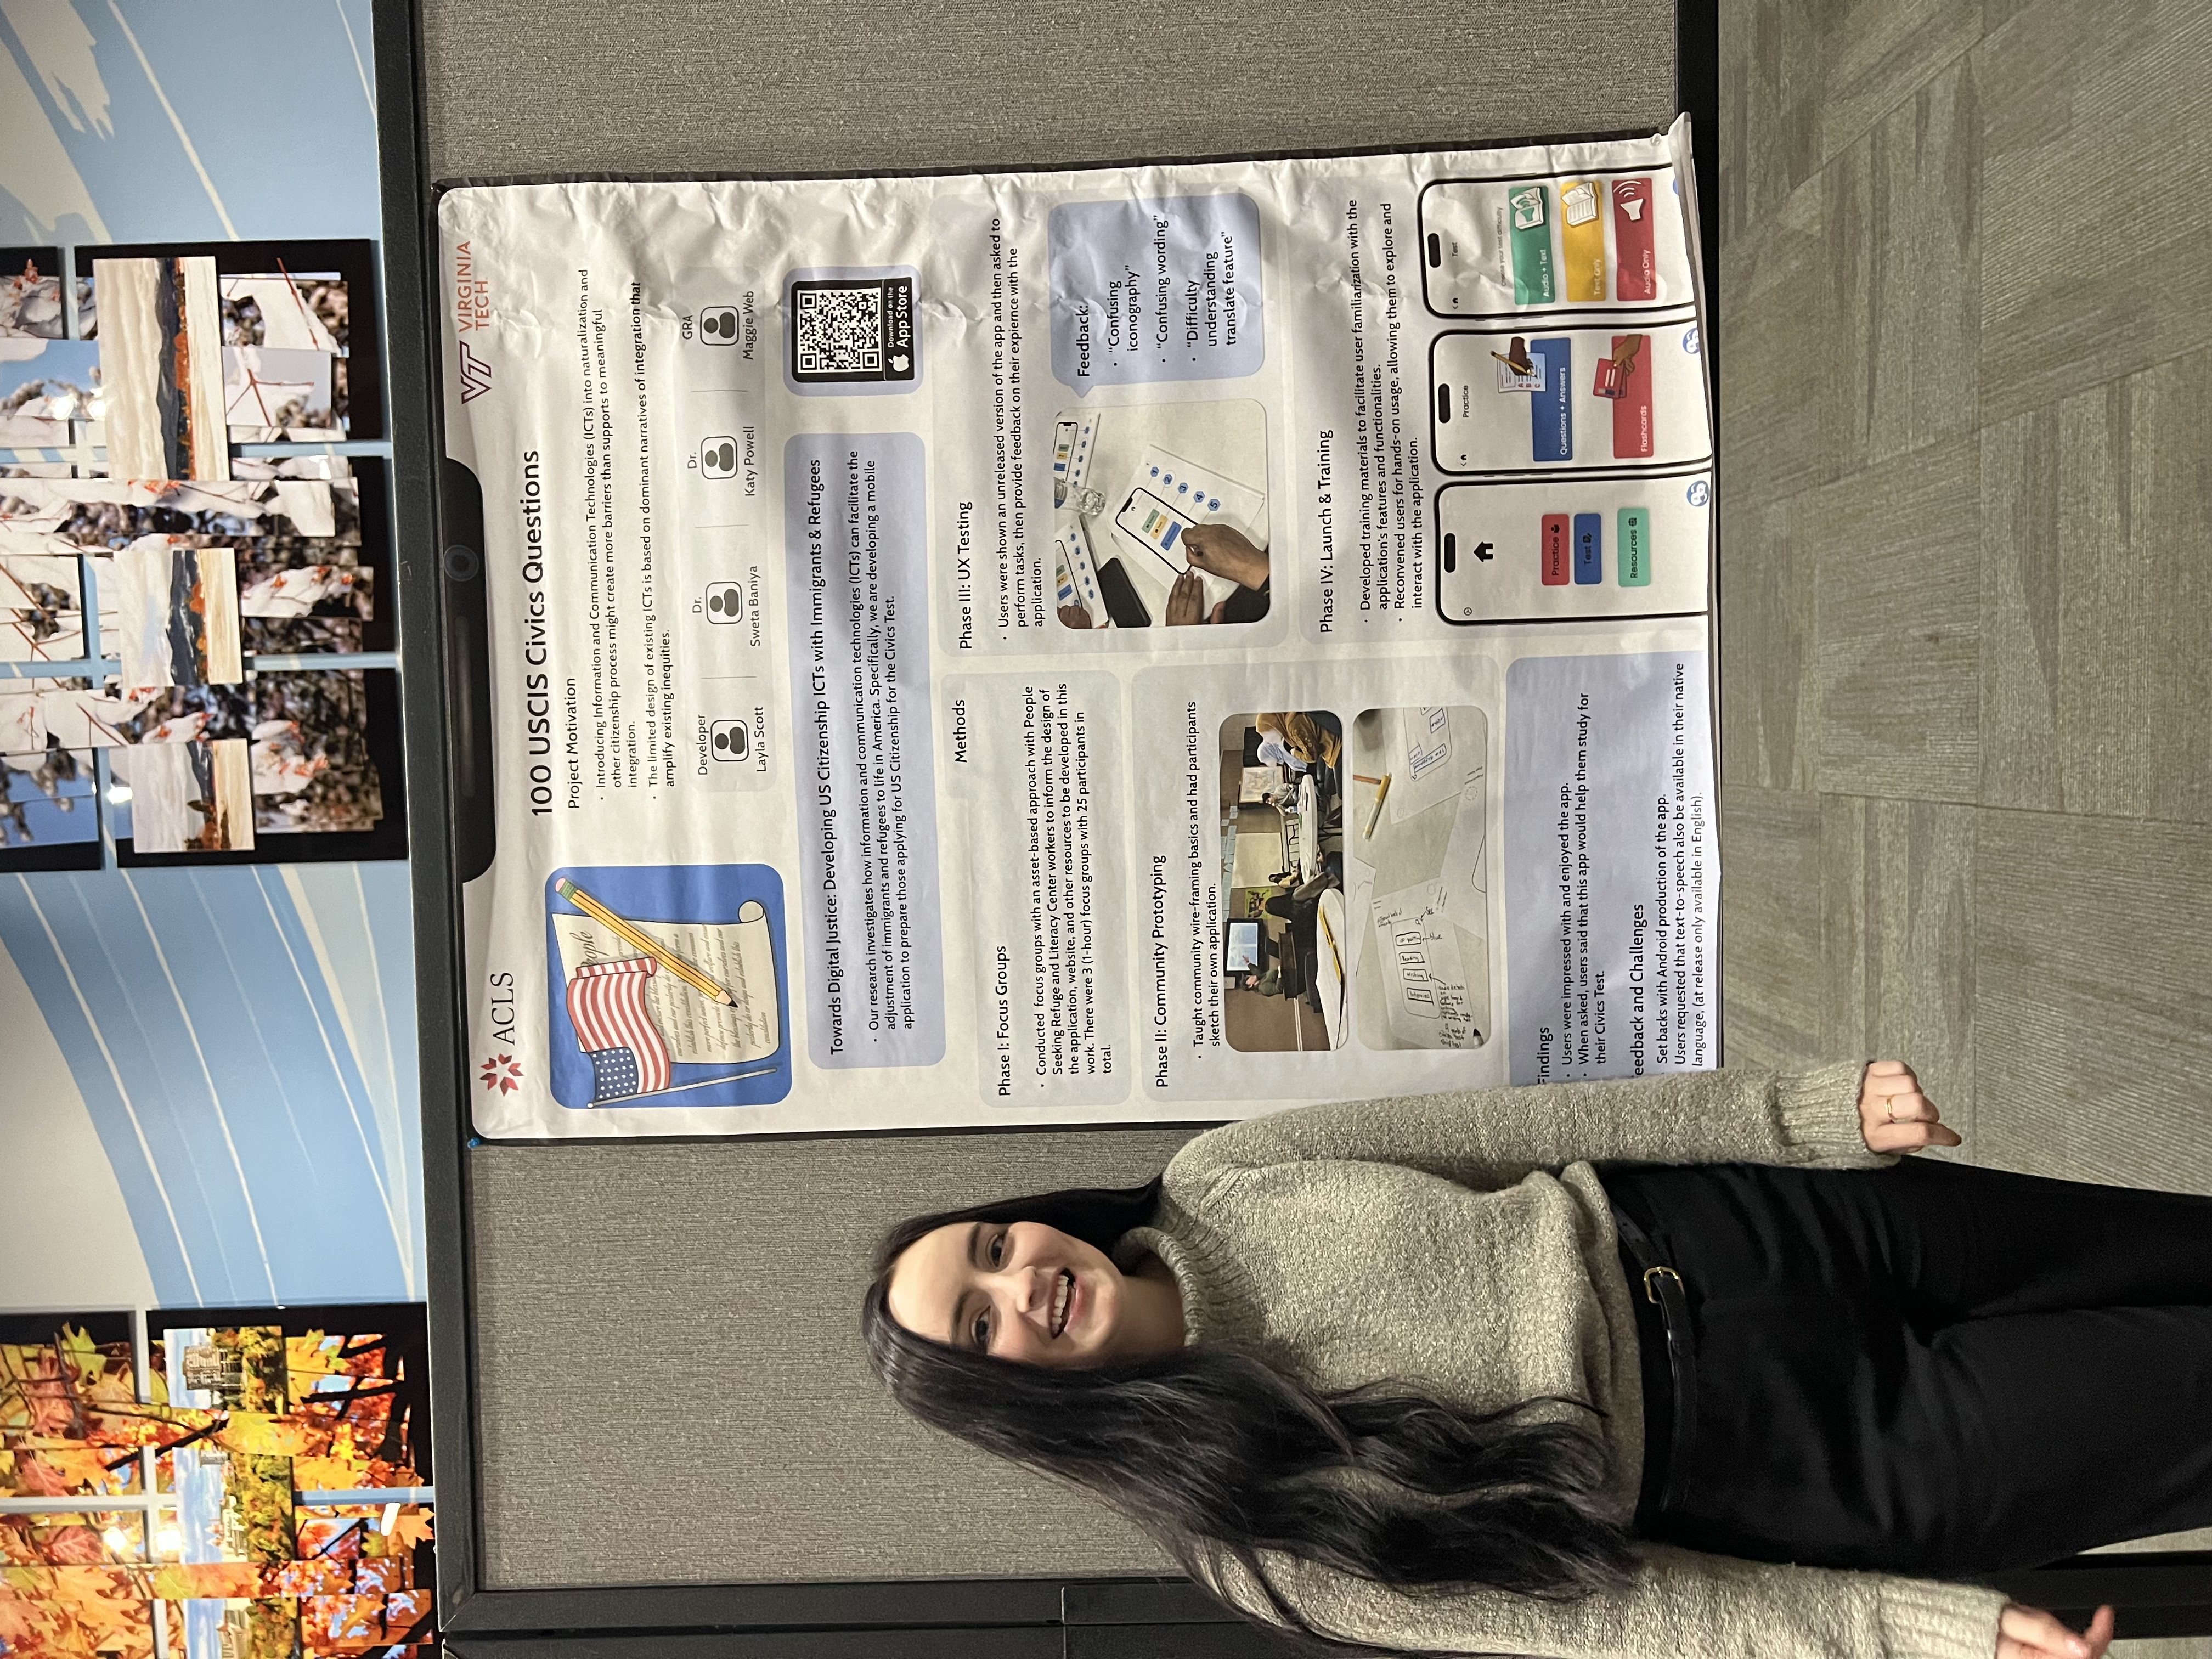 ACLS
VIRGINIA
TECH
100 USCIS Civics Questions
Project Motivation
• Introducing Information and Communication Technologies (ICTs) into naturalization and
other citizenship process might create more barriers than supports to meaningful
integration.
• The limited design of existing ICTs is based on dominant narratives of integration that
amplify existing inequities.
Developer
Layla Scott
Dr.
Sweta Baniya
Dr.
Katy Powell
GRA
Maggie Web
Towards Digital Justice: Developing US Citizenship ICTs with Immigrants & Refugees
• Our research investigates how information and communication technologies (ICTs) can facilitate the
adjustment of immigrants and refugees to life in America. Specifically, we are developing a mobile
application to prepare those applying for US Citizenship for the Civics Test.
Download on the
App Store
Methods
Phase I: Focus Groups
• Conducted focus groups with an asset-based approach with People
Seeking Refuge and Literacy Center workers to inform the design of
the application, website, and other resources to be developed in this
work. There were 3 (1-hour) focus groups with 25 participants in
total.
Phase II: Community Prototyping
• Taught community wire-framing basics and had participants
sketch their own application.
Findings
• Users were impressed with and enjoyed the app.
• When asked, users said that this app would help them study for
their Civics Test.
eedback and Challenges
Set backs with Android production of the app.
Users requested that text-to-speech also be available in their native
language, (at release only available in English).
Phase III: UX Testing
• Users were shown an unreleased version of the app and then asked to
perform tasks, then provide feedback on their expiernce with the
application.
Feedback:
• “Confusing
iconography”
• “Confusing wording”
• “Difficulty
understanding
translate feature”
Phase IV: Launch & Training
• Developed training materials to facilitate user familiarization with the
application's features and functionalities.
• Reconvened users for hands-on usage, allowing them to explore and
interact with the application.
Practice
Test
Resources
Practice
Questions + Answers
Flashcards
Test
Choose your test difficulty
Audio + Text
Text Only
Audio Only